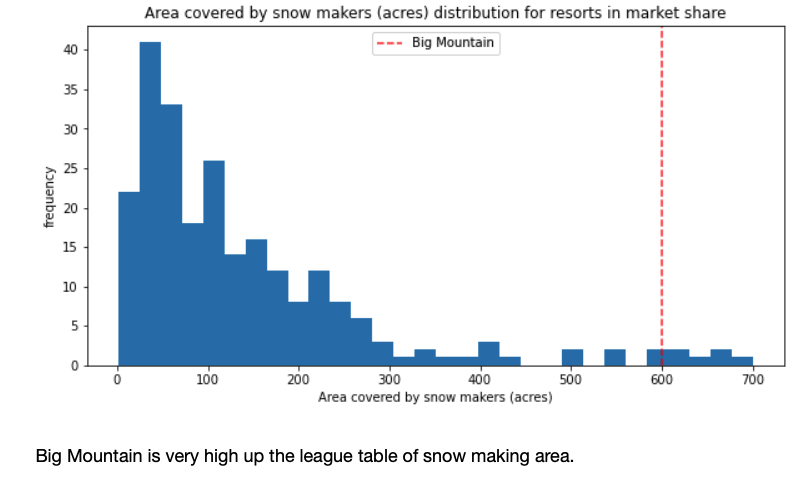 Area covered by snow makers (acres) distribution for resorts in market share
Big Mountain
40
35
30
25
20
15
10
5
0
frequency
0 100 200 300 400 500 600 700
Area covered by snow makers (acres)
Big Mountain is very high up the league table of snow making area.